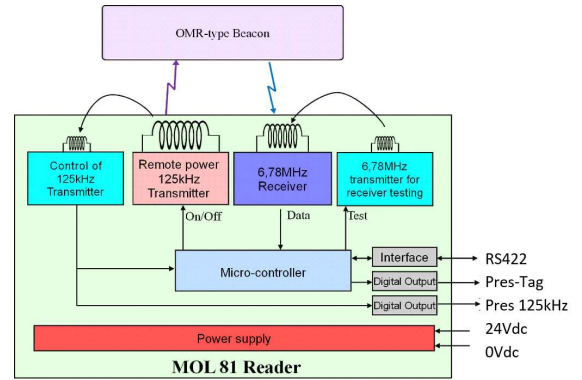 OMR-type Beacon
Control of
125kHz
Transmitter
Remote power
125kHz
Transmitter
6,78MHz
Receiver
6,78MHz
transmitter for
receiver testing
On/Off
Data
Test
Micro-controller
Interface
RS422
Digital Output
Pres-Tag
Digital Output
Pres 125kHz
24Vdc
Power supply
0Vdc
MOL 81 Reader